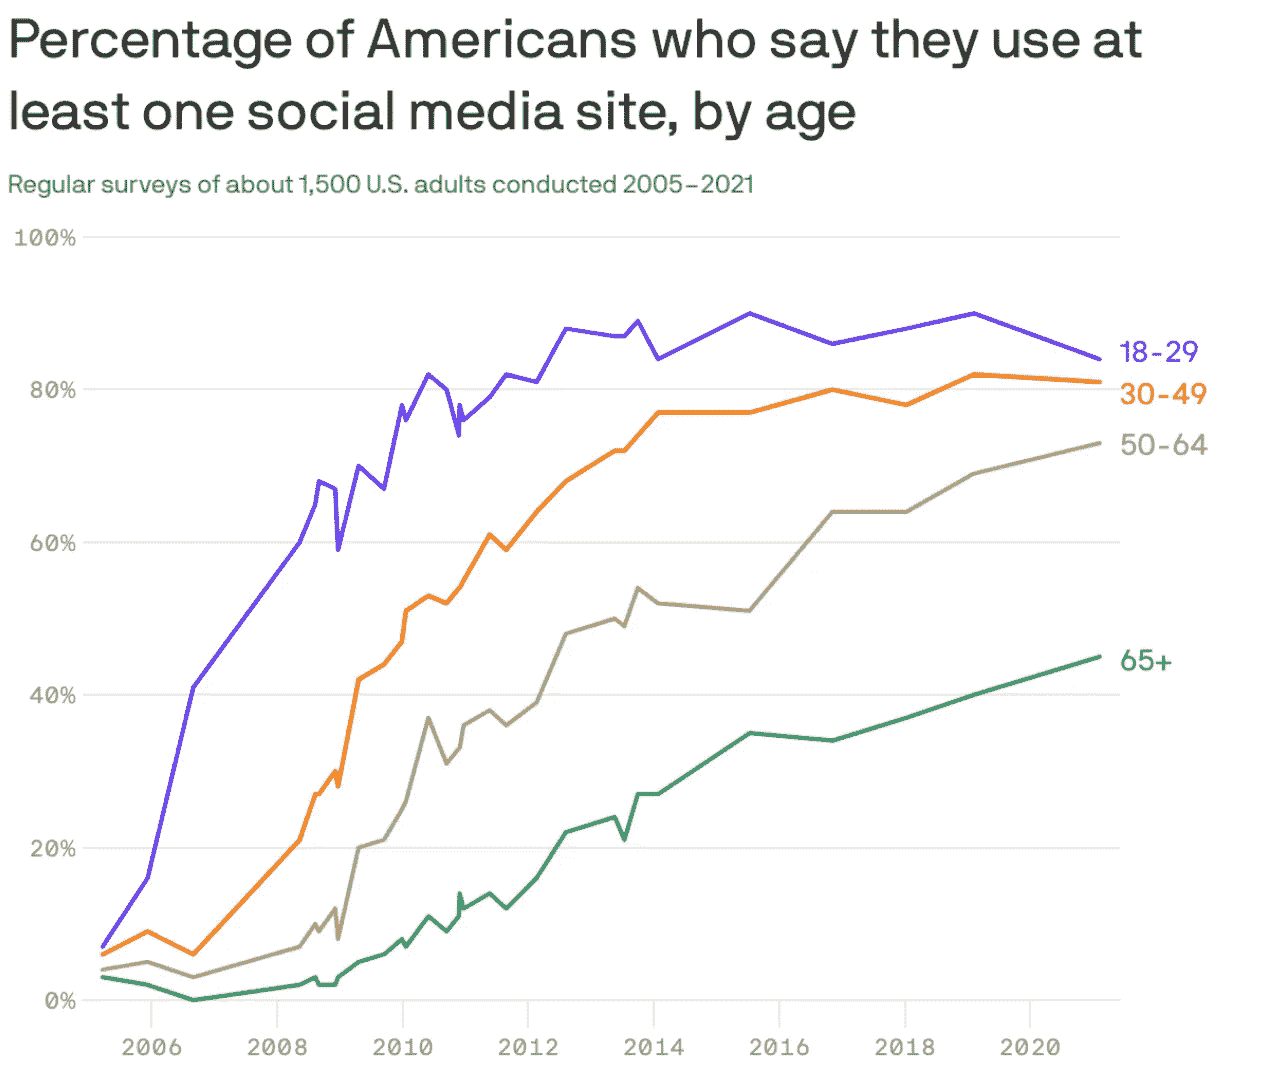 Percentage of Americans who say they use at
least one social media site, by age
Regular surveys of about 1,500 U.S. adults conducted 2005–2021
100%
80%
60%
40%
20%
0%
18-29
30-49
50-64
65+
2006 2008 2010 2012 2014 2016 2018 2020